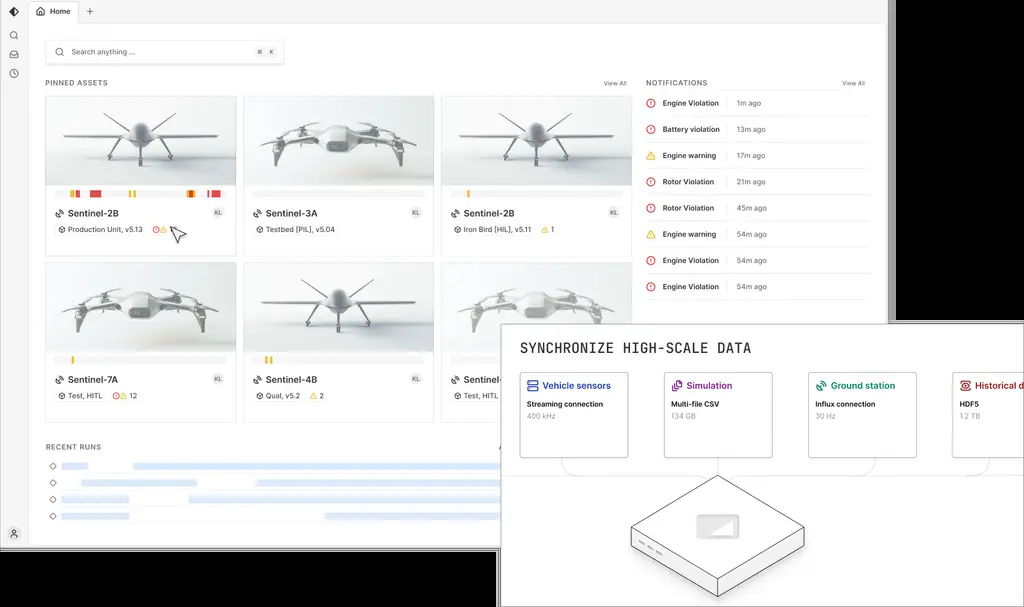 Home
Search anything ...
⌘ K
PINNED ASSETS
View All
Sentinel-2B
KL
Production Unit, v5.13
Sentinel-3A
KL
Testbed [PIL], v5.04
Sentinel-2B
KL
Iron Bird [HIL], v5.11
1
Sentinel-7A
KL
Test, HITL
12
Sentinel-4B
KL
Qual, v5.2
2
Sentinel-
Test, HITL
NOTIFICATIONS
View All
Engine Violation 1m ago
Battery violation 13m ago
Engine warning 17m ago
Rotor Violation 21m ago
Rotor Violation 45m ago
Engine warning 54m ago
Engine Violation 54m ago
Engine Violation 54m ago
RECENT RUNS
SYNCHRONIZE HIGH-SCALE DATA
Vehicle sensors
Streaming connection
400 kHz
Simulation
Multi-file CSV
134 GB
Ground station
Influx connection
30 Hz
Historical d
HDF5
1.2 TB